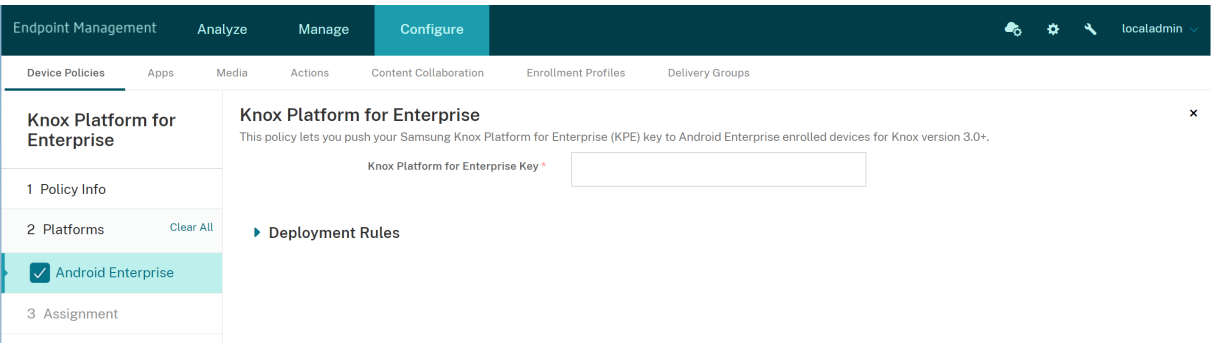 Endpoint Management Analyze Manage Configure localadmin
Device Policies Apps Media Actions Content Collaboration Enrollment Profiles Delivery Groups
Knox Platform for
Enterprise
1 Policy Info
2 Platforms Clear All
Android Enterprise
3 Assignment
Knox Platform for Enterprise
This policy lets you push your Samsung Knox Platform for Enterprise (KPE) key to Android Enterprise enrolled devices for Knox version 3.0+.
Knox Platform for Enterprise Key *
Deployment Rules